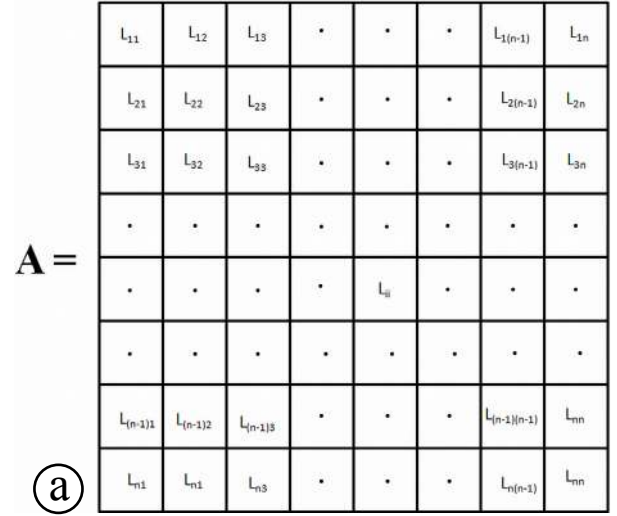 L11 L12 L13 · · · L1(n-1) L1n
L21 L22 L23 · · · L2(n-1) L2n
L31 L32 L33 · · · L3(n-1) L3n
· · · · · · · ·
A =
· · · · Lii · · ·
· · · · · · · ·
L(n-1)1 L(n-1)2 L(n-1)3 · · · L(n-1)(n-1) Lnn
Ln1 Ln1 Ln3 · · · Ln(n-1) Lnn
a